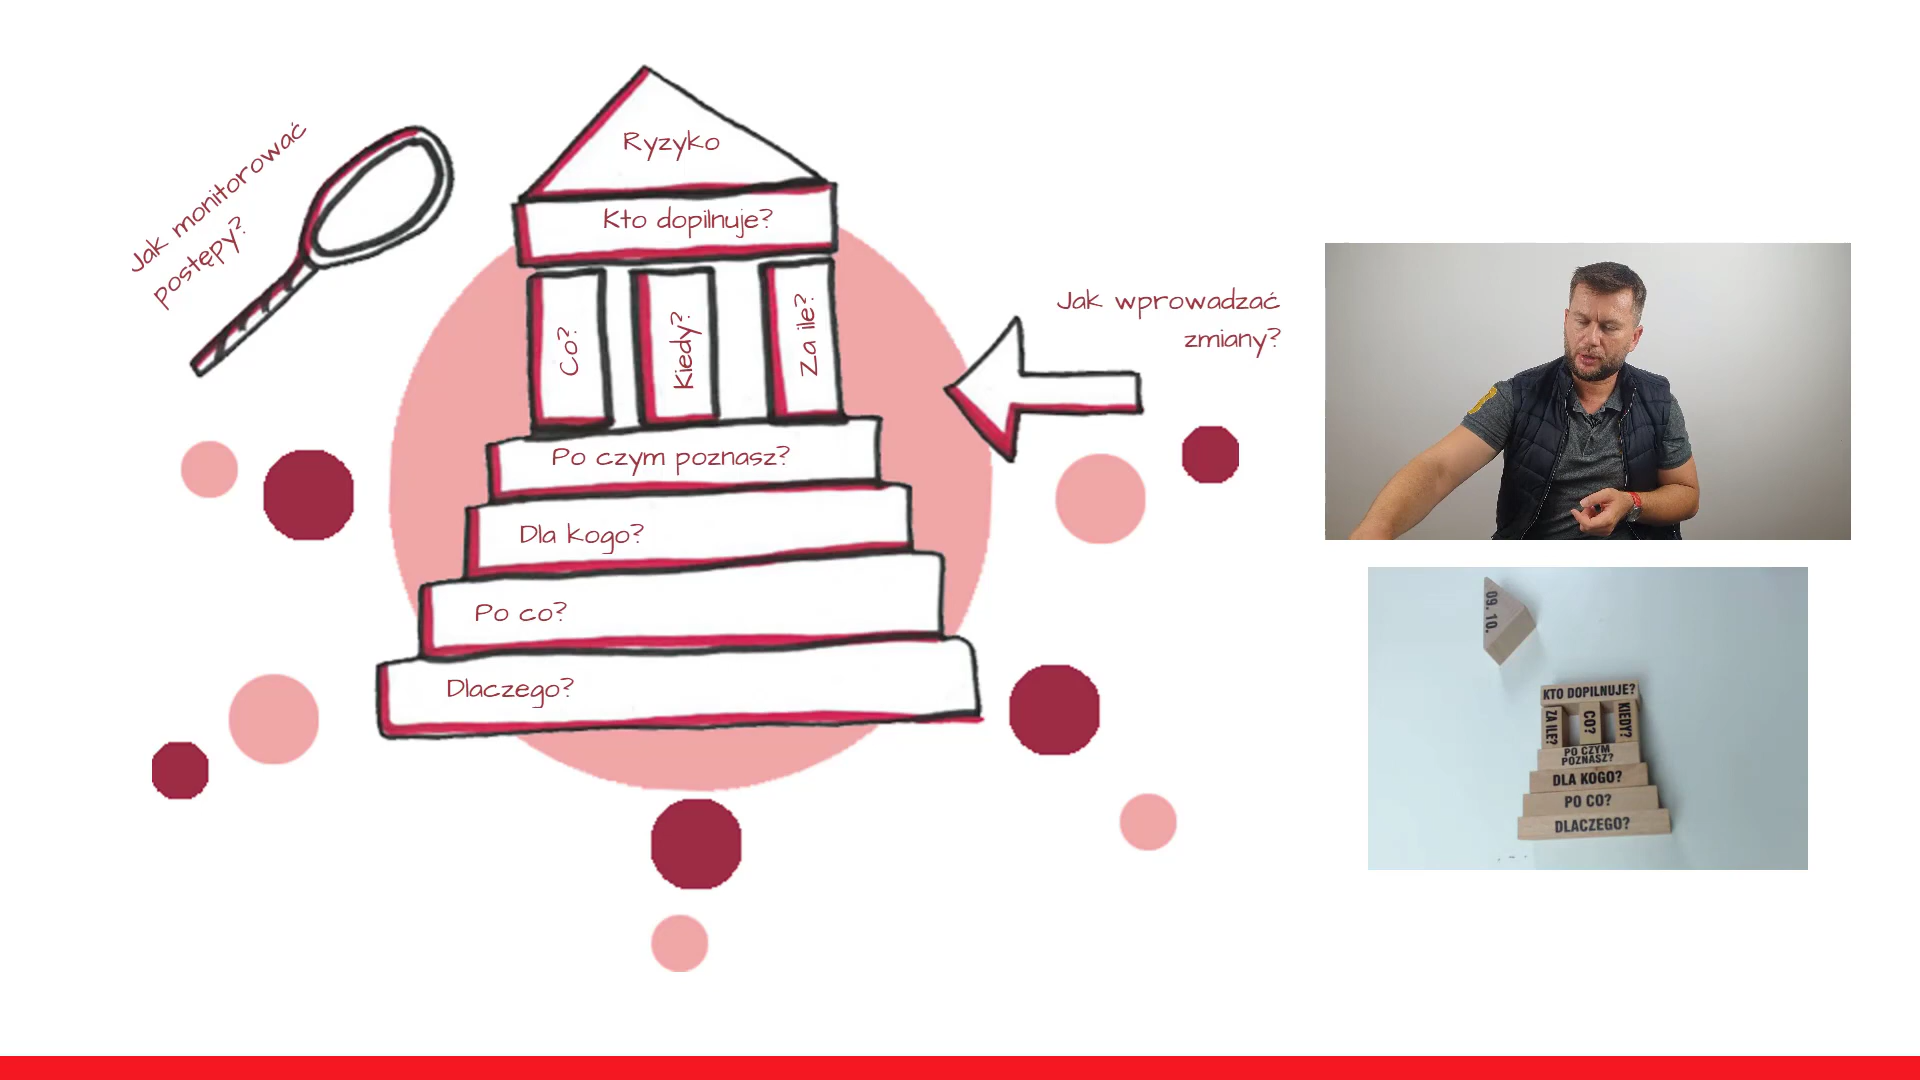 Jak monitorować
postępy?
Ryzyko
Kto dopilnuje?
Co?
Kiedy?
Za ile?
Po czym poznasz?
Dla kogo?
Po co?
Dlaczego?
Jak wprowadzać
zmiany?
09. 10.
KTO DOPILNUJE?
ZA ILE?
CO?
KIEDY?
PO CZYM
POZNASZ?
DLA KOGO?
PO CO?
DLACZEGO?